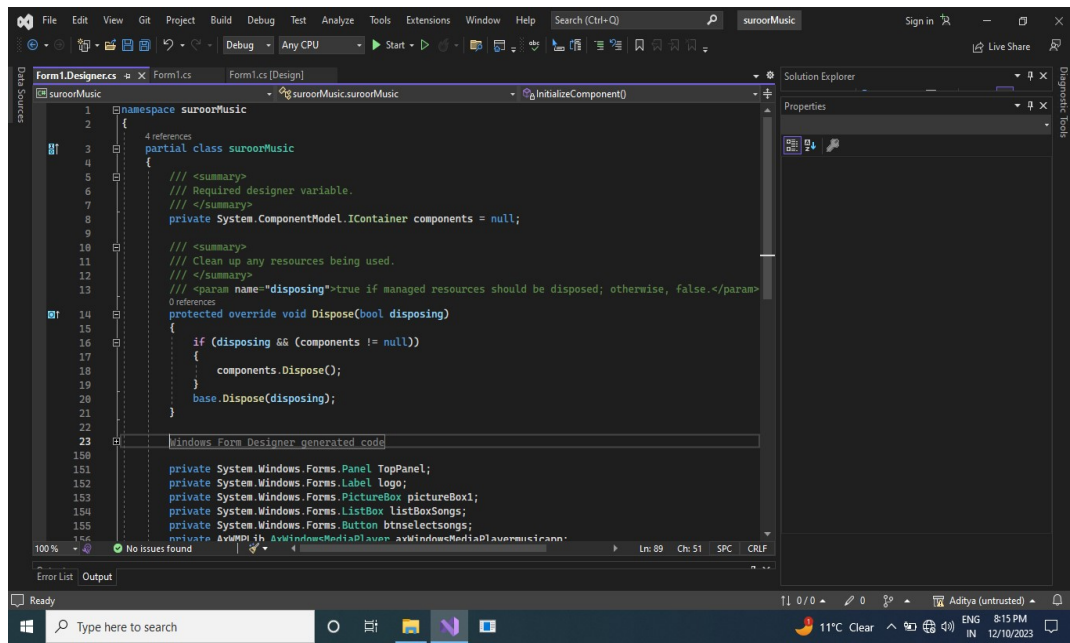 File Edit View Git Project Build Debug Test Analyze Tools Extensions Window Help Search (Ctrl+Q) suroorMusic Sign in
Debug Any CPU Start Live Share
Data Sources
Form1.Designer.cs Form1.cs Form1.cs [Design]
suroorMusic suroorMusic.suroorMusic InitializeComponent()
1 namespace suroorMusic
2 {
4 references
3 partial class suroorMusic
4 {
5 /// <summary>
6 /// Required designer variable.
7 /// </summary>
8 private System.ComponentModel.IContainer components = null;
9
10 /// <summary>
11 /// Clean up any resources being used.
12 /// </summary>
13 /// <param name="disposing">true if managed resources should be disposed; otherwise, false.</param>
0 references
14 protected override void Dispose(bool disposing)
15 {
16 if (disposing && (components != null))
17 {
18 components.Dispose();
19 }
20 base.Dispose(disposing);
21 }
22
23 Windows Form Designer generated code
150
151 private System.Windows.Forms.Panel TopPanel;
152 private System.Windows.Forms.Label logo;
153 private System.Windows.Forms.PictureBox pictureBox1;
154 private System.Windows.Forms.ListBox listBoxSongs;
155 private System.Windows.Forms.Button btnselectsongs;
156 private AxWMPLib.AxWindowsMediaPlayer axWindowsMediaPlayermusicapp;
100 % No issues found Ln: 89 Ch: 51 SPC CRLF
Solution Explorer
Properties
Diagnostic Tools
Error List Output
Ready 0 / 0 0 Aditya (untrusted)
Type here to search 11°C Clear ENG 8:15 PM
IN 12/10/2023